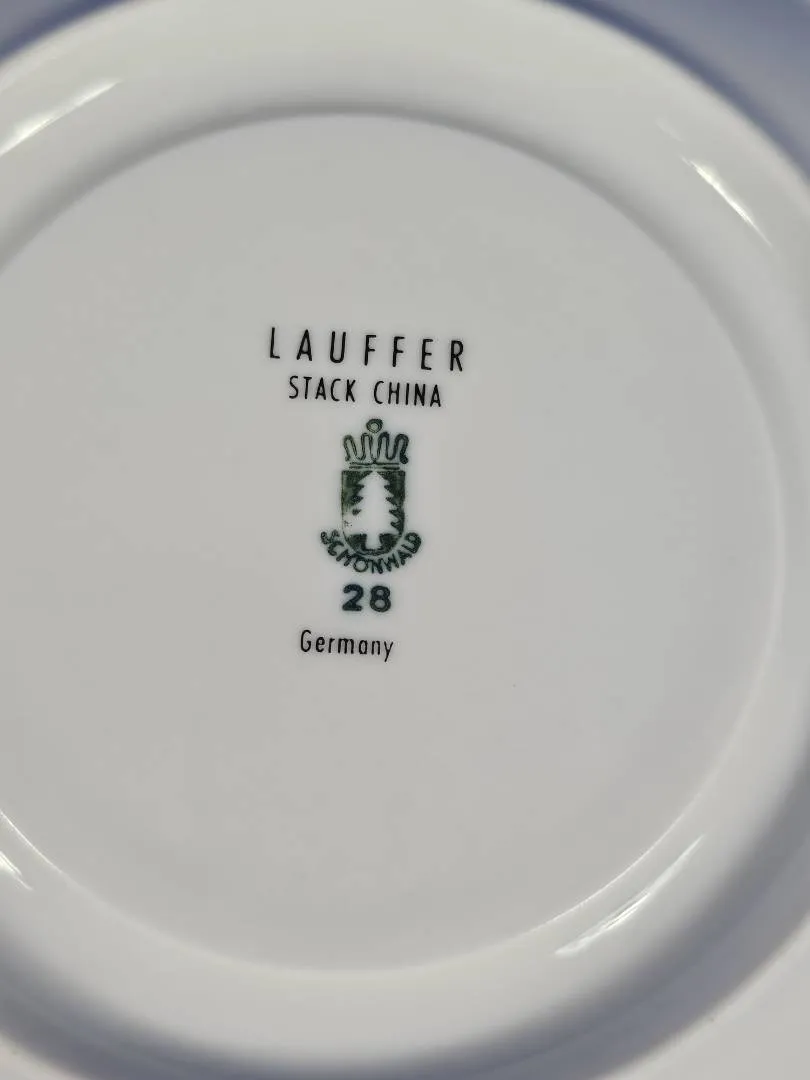 LAUFFER
STACK CHINA
SCHÖNWALD
28
Germany